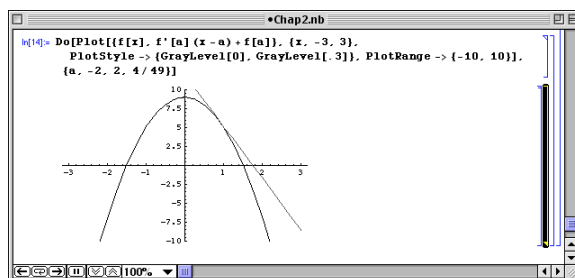 •Chap2.nb
In[14]:= Do[Plot[{f[x], f'[a] (x - a) + f[a]}, {x, -3, 3},
PlotStyle -> {GrayLevel[0], GrayLevel[.3]}, PlotRange -> {-10, 10}],
{a, -2, 2, 4/49}]
10
7.5
5
2.5
-3 -2 -1 1 2 3
-2.5
-5
-7.5
-10
100%